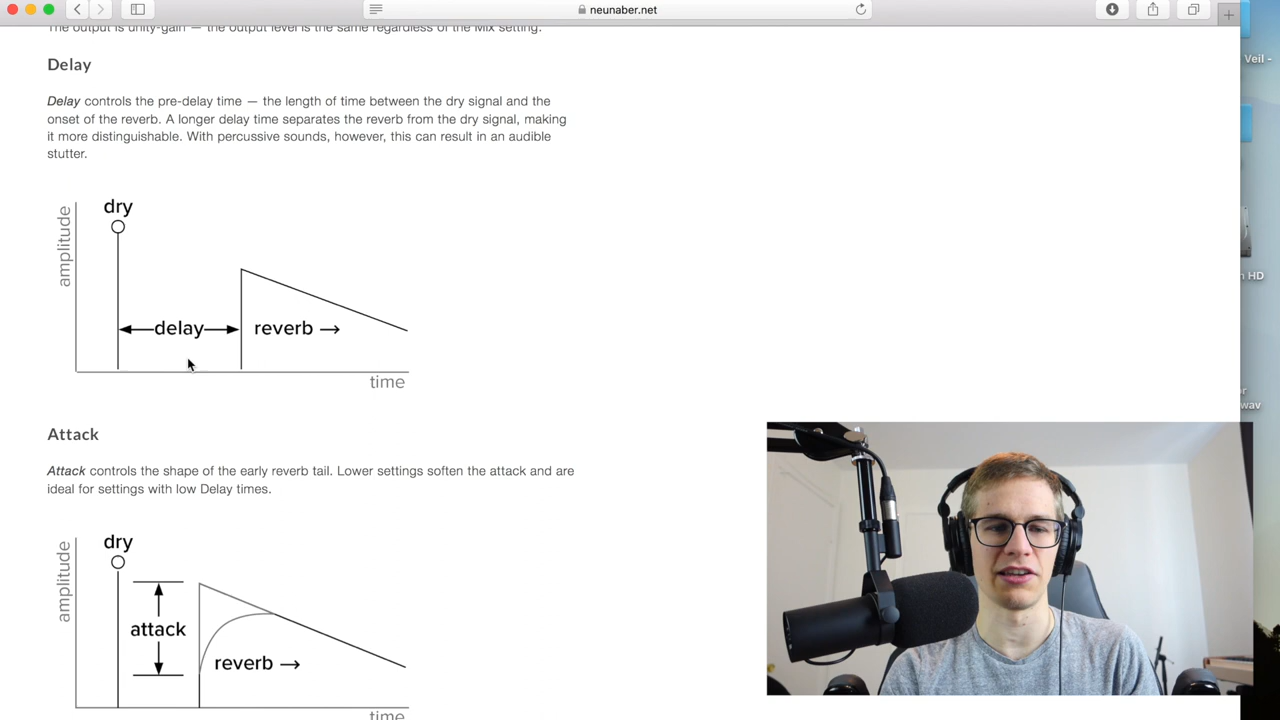 neunaber.net
The output is unity-gain — the output level is the same regardless of the Mix setting.
Veil -
Delay
Delay controls the pre-delay time — the length of time between the dry signal and the
onset of the reverb. A longer delay time separates the reverb from the dry signal, making
it more distinguishable. With percussive sounds, however, this can result in an audible
stutter.
dry
amplitude
HD
delay
reverb →
time
wav
Attack
Attack controls the shape of the early reverb tail. Lower settings soften the attack and are
ideal for settings with low Delay times.
dry
amplitude
attack
reverb →
time